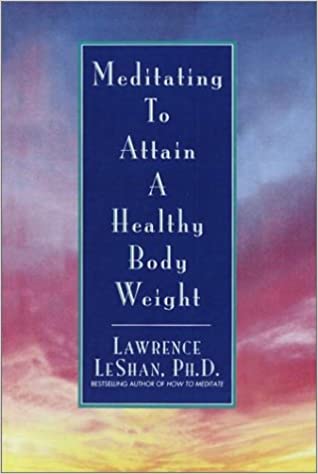 Meditating
To
Attain
A
Healthy
Body
Weight
LAWRENCE
LESHAN, PH.D.
BESTSELLING AUTHOR OF HOW TO MEDITATE